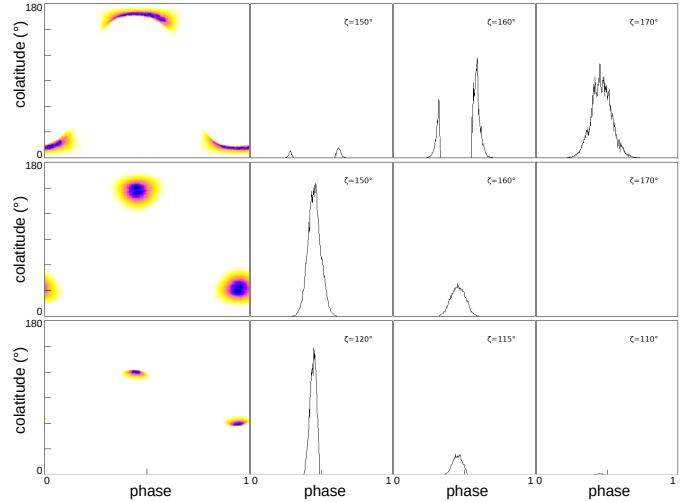 180
colatitude (°)
0
ζ=150°
ζ=160°
ζ=170°
180
colatitude (°)
0
ζ=150°
ζ=160°
ζ=170°
180
colatitude (°)
0
ζ=120°
ζ=115°
ζ=110°
0 phase 1 0 phase 1 0 phase 1 0 phase 1